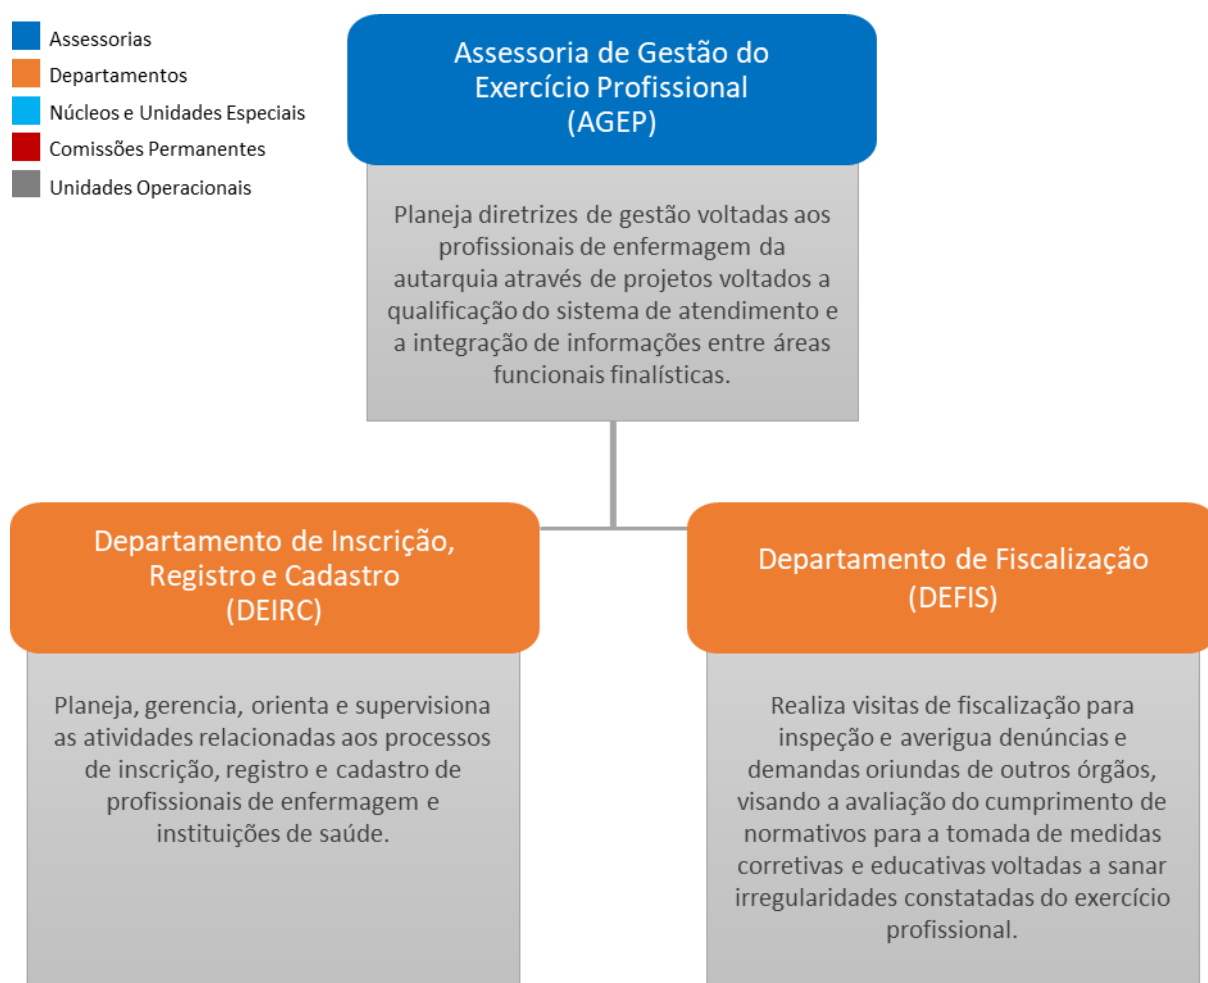 Assessorias
Departamentos
Núcleos e Unidades Especiais
Comissões Permanentes
Unidades Operacionais
Assessoria de Gestão do
Exercício Profissional
(AGEP)
Planeja diretrizes de gestão voltadas aos
profissionais de enfermagem da
autarquia através de projetos voltados a
qualificação do sistema de atendimento e
a integração de informações entre áreas
funcionais finalísticas.
Departamento de Inscrição,
Registro e Cadastro
(DEIRC)
Planeja, gerencia, orienta e supervisiona
as atividades relacionadas aos processos
de inscrição, registro e cadastro de
profissionais de enfermagem e
instituições de saúde.
Departamento de Fiscalização
(DEFIS)
Realiza visitas de fiscalização para
inspeção e averigua denúncias e
demandas oriundas de outros órgãos,
visando a avaliação do cumprimento de
normativos para a tomada de medidas
corretivas e educativas voltadas a sanar
irregularidades constatadas do exercício
profissional.